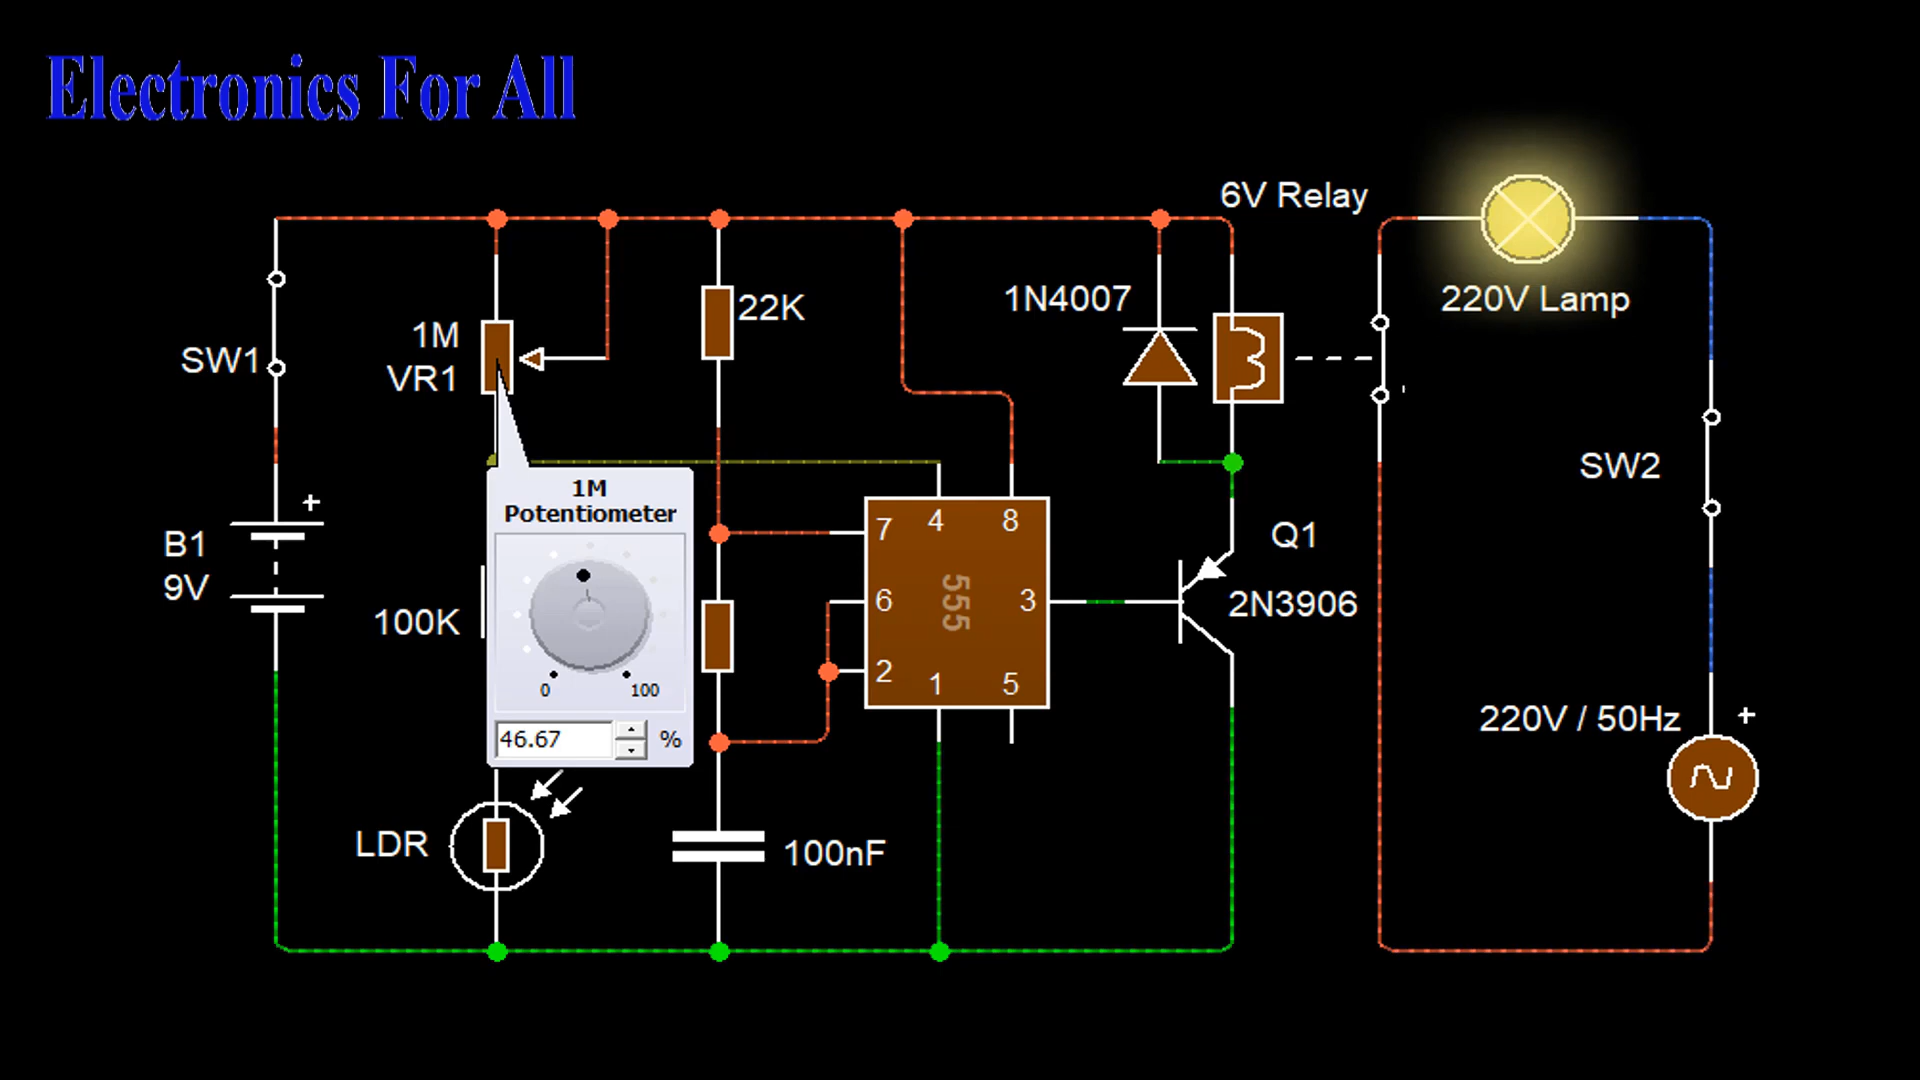 Electronics For All
6V Relay
1N4007
220V Lamp
22K
1M
VR1
SW1
SW2
1M
Potentiometer
0 100
46.67 %
B1
9V
+
100K
7
4
8
6
555
3
2
1
5
Q1
2N3906
220V / 50Hz
+
LDR
100nF